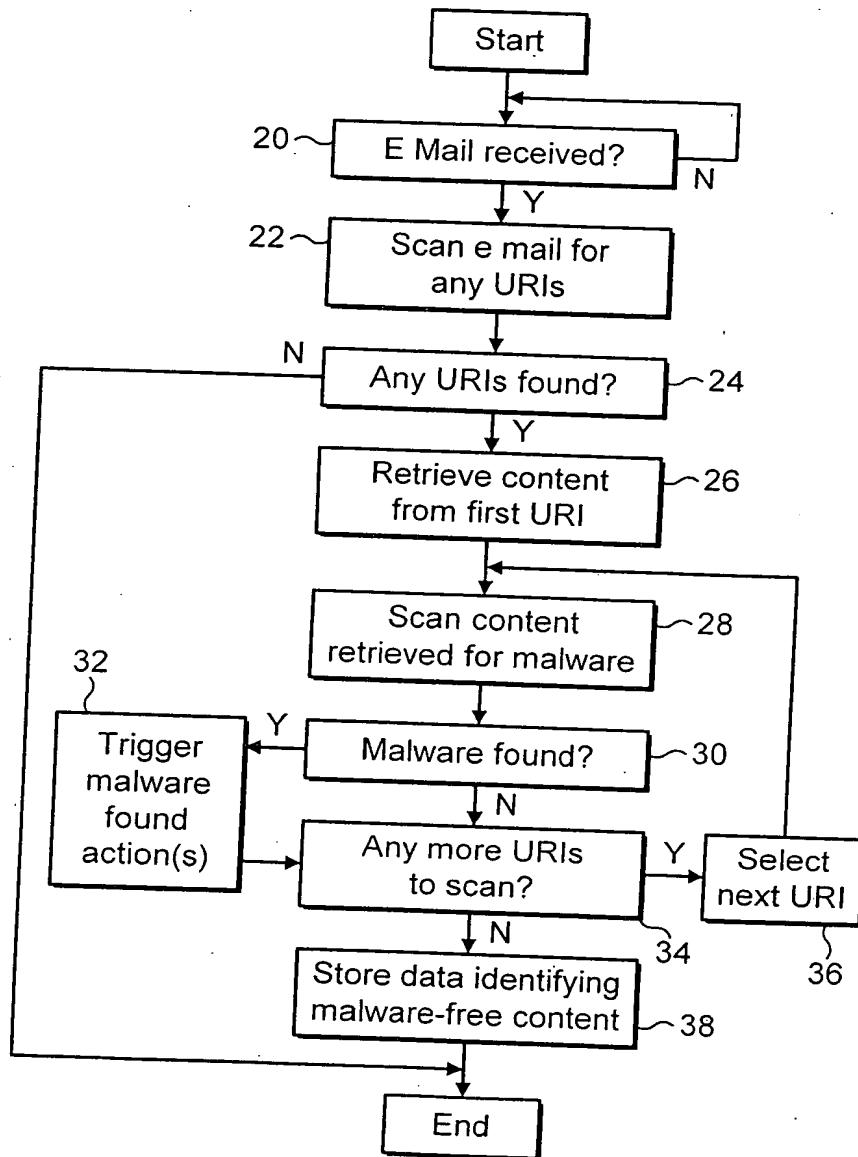 Start
20
E Mail received?
N
Y
22
Scan e mail for
any URIs
N
Any URIs found?
24
Y
Retrieve content
from first URI
26
Scan content
retrieved for malware
28
32
Trigger
malware
found
action(s)
Y
Malware found?
30
N
Any more URIs
to scan?
Y
Select
next URI
34
36
N
Store data identifying
malware-free content
38
End